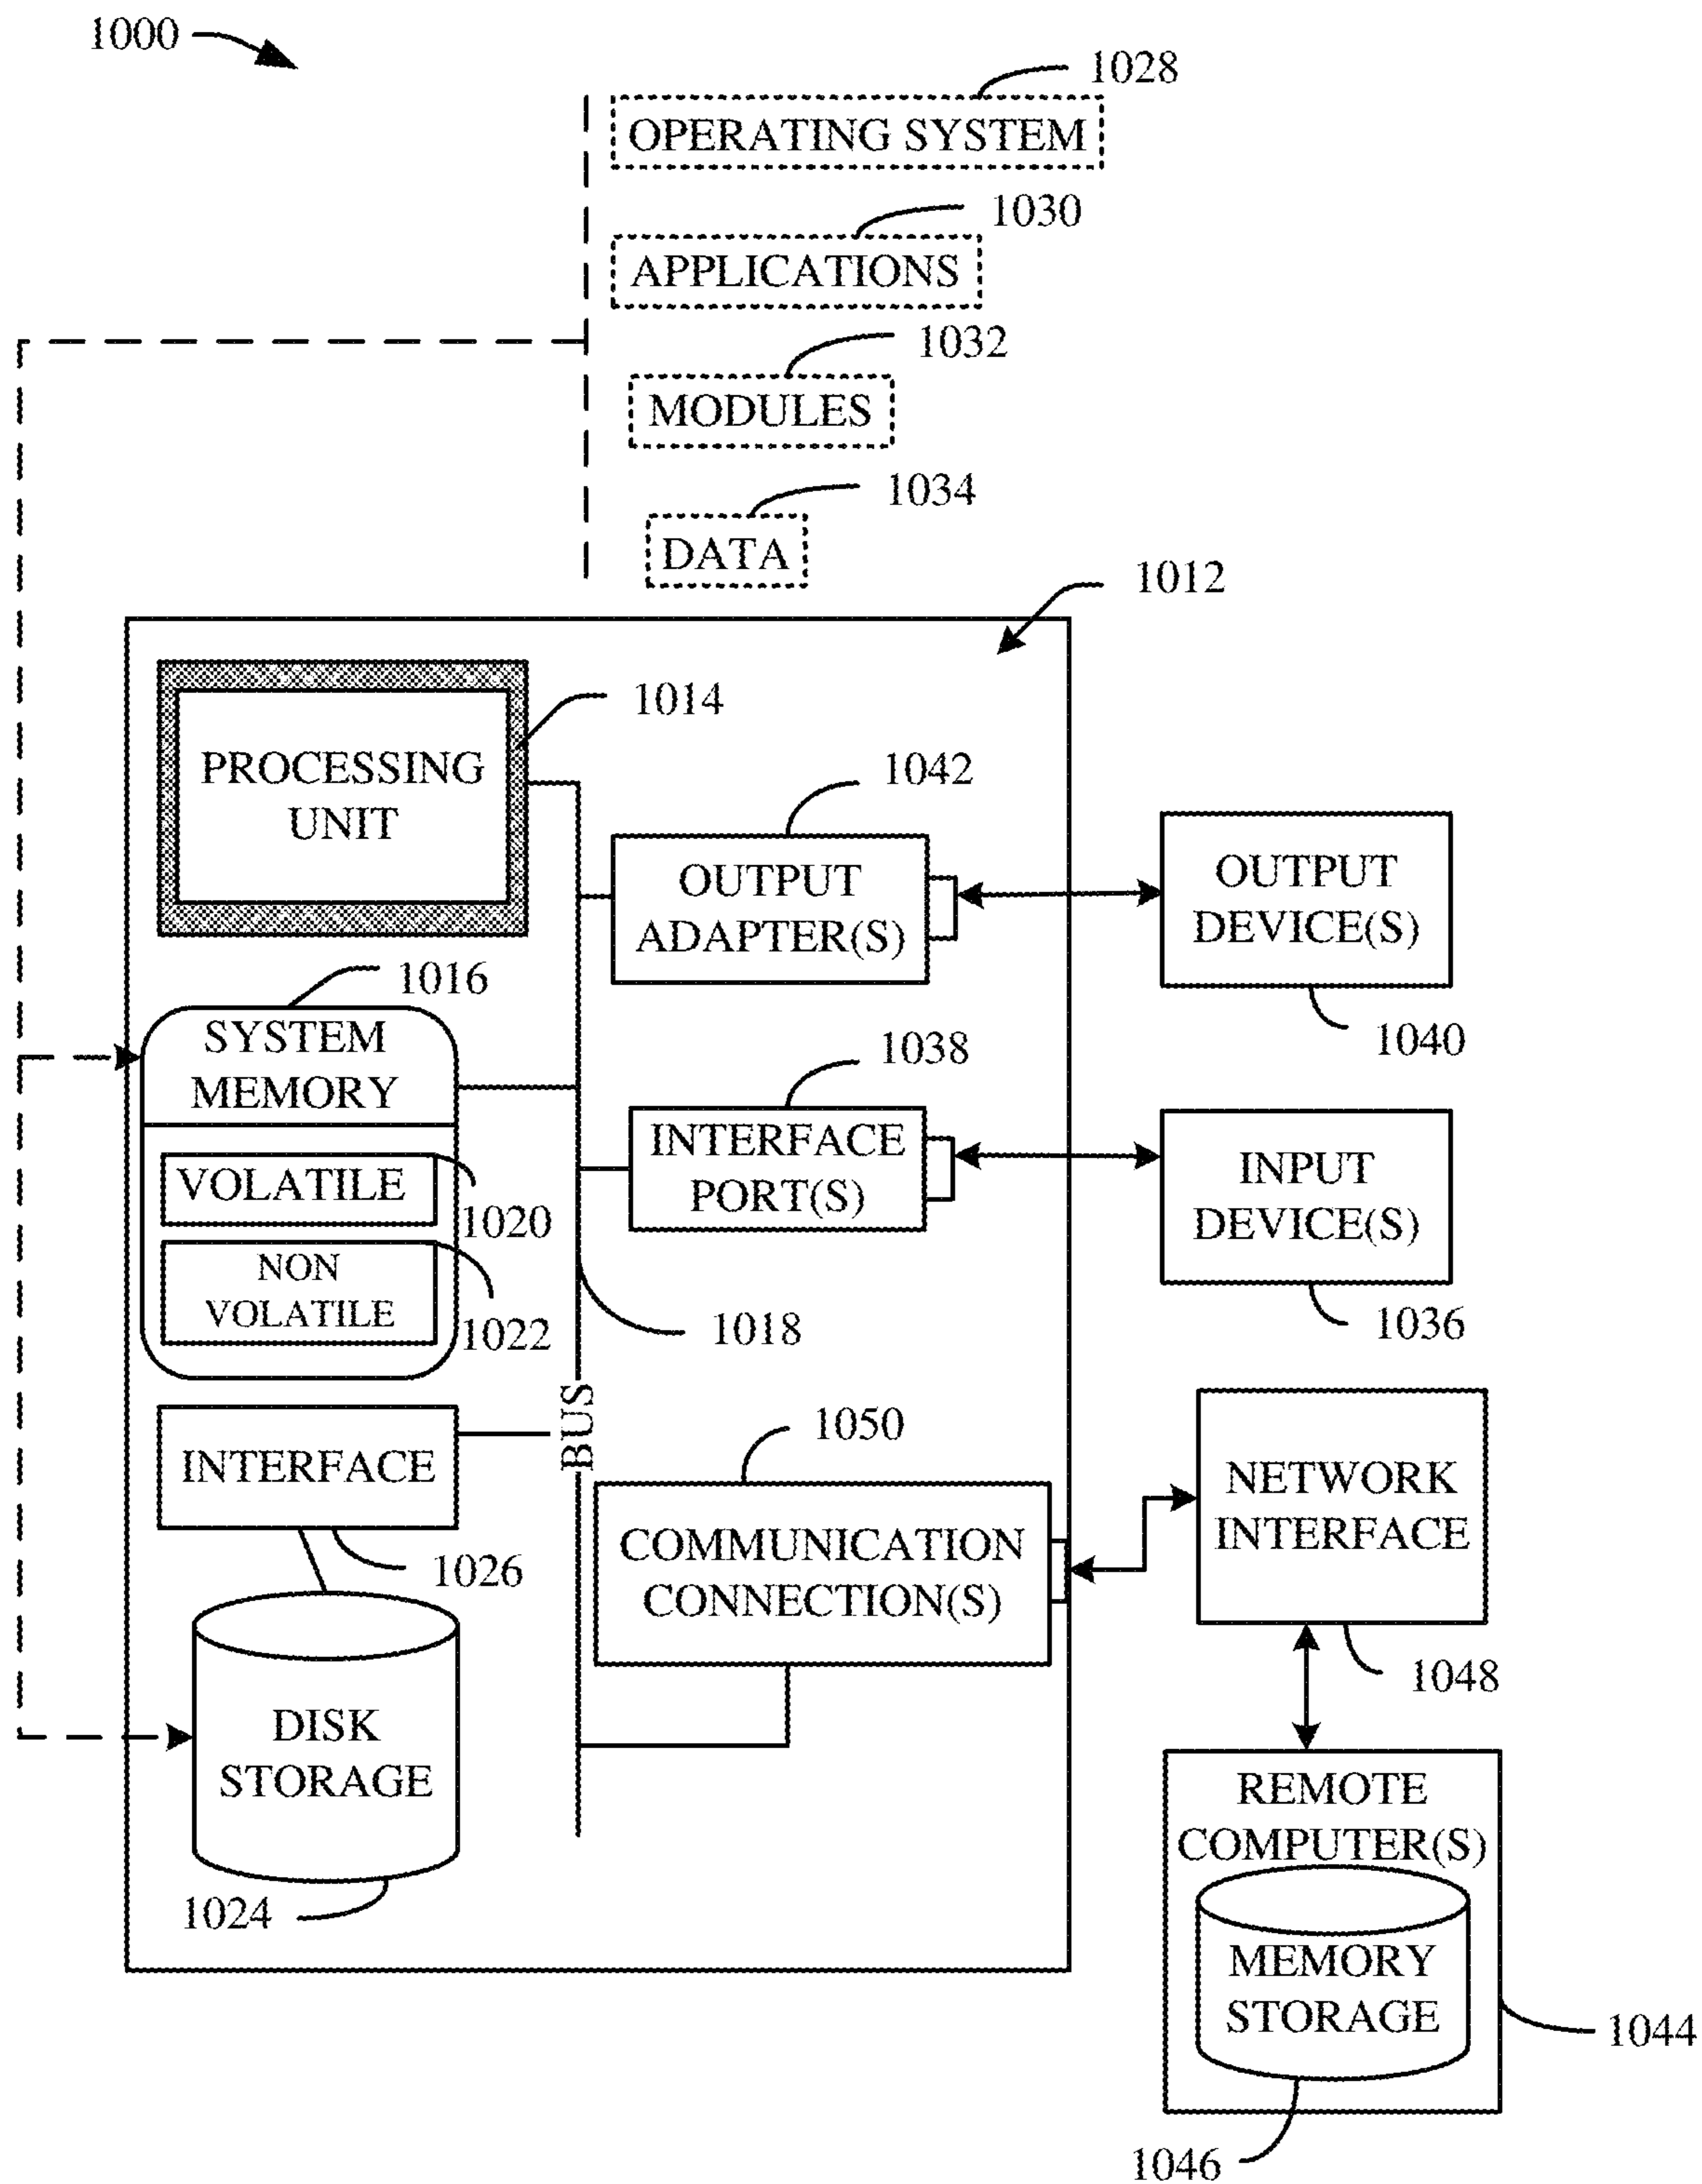 1000
1028
OPERATING SYSTEM
1030
APPLICATIONS
1032
MODULES
1034
DATA
1012
PROCESSING
UNIT
1014
1042
OUTPUT
ADAPTER(S)
OUTPUT
DEVICE(S)
1040
1016
SYSTEM
MEMORY
VOLATILE
1020
NON
VOLATILE
1022
1038
INTERFACE
PORT(S)
INPUT
DEVICE(S)
1036
1018
BUS
INTERFACE
1026
1050
COMMUNICATION
CONNECTION(S)
NETWORK
INTERFACE
1048
DISK
STORAGE
1024
REMOTE
COMPUTER(S)
MEMORY
STORAGE
1044
1046